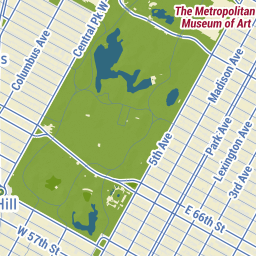 The Metropolitan
Museum of Art
Central Pk W
Columbus Ave
Madison Ave
S
5th Ave
Park Ave
Lexington Ave
3rd Ave
Hill
E 66th St
W 57th St